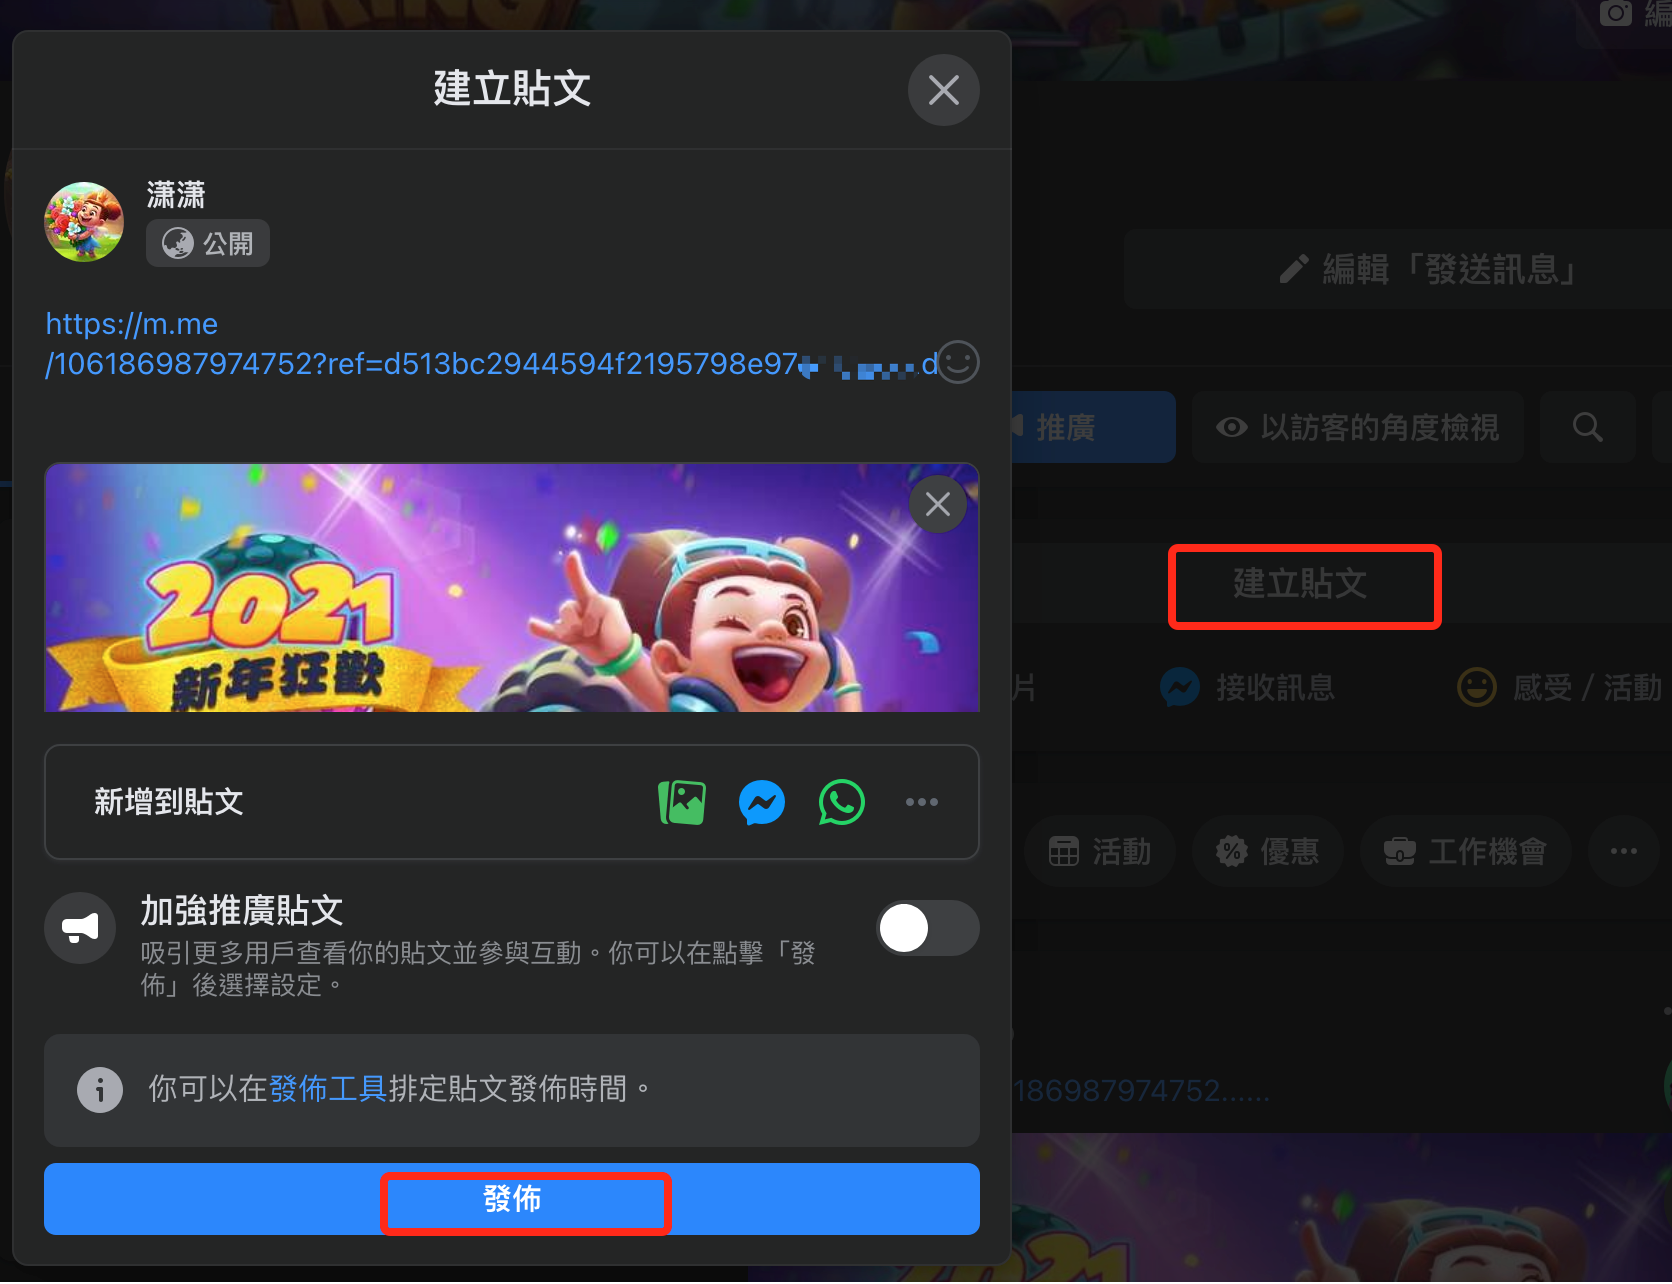 建立貼文
瀟瀟
公開
https://m.me
/106186987974752?ref=d513bc2944594f2195798e97
d
2021
新年狂歡
新增到貼文
加強推廣貼文
吸引更多用戶查看你的貼文並參與互動。你可以在點擊「發
佈」後選擇設定。
你可以在發佈工具排定貼文發佈時間。
發佈
編
編輯「發送訊息」
推廣
以訪客的角度檢視
建立貼文
片
接收訊息
感受 / 活動
活動
優惠
工作機會
186987974752......
2021